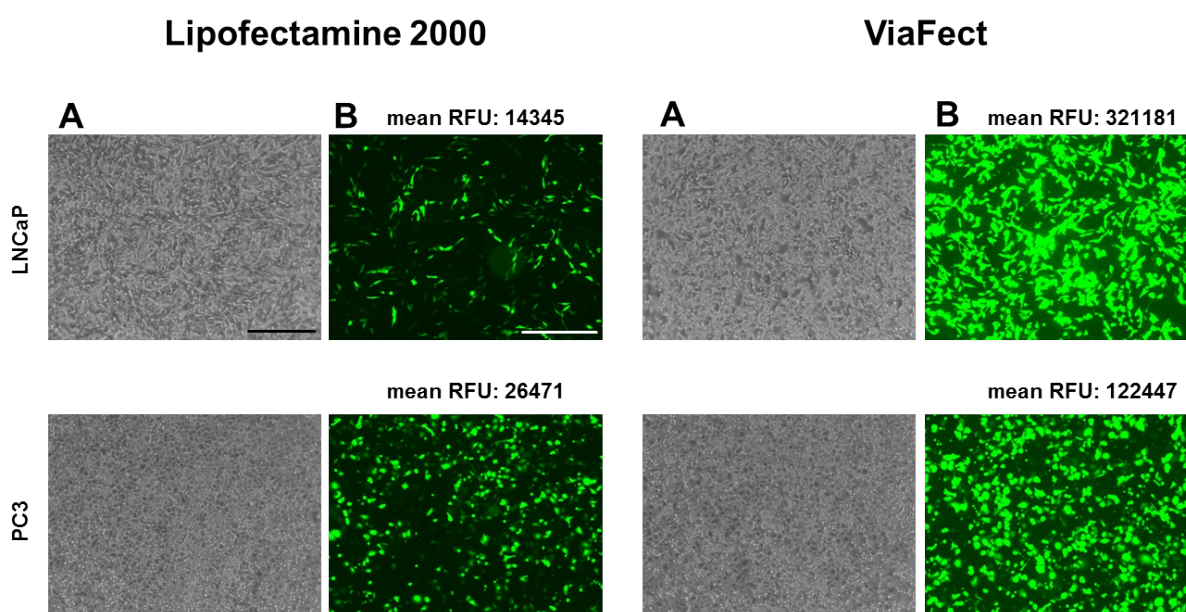 Lipofectamine 2000
ViaFect
A
B
mean RFU: 14345
A
B
mean RFU: 321181
LNCaP
mean RFU: 26471
mean RFU: 122447
PC3